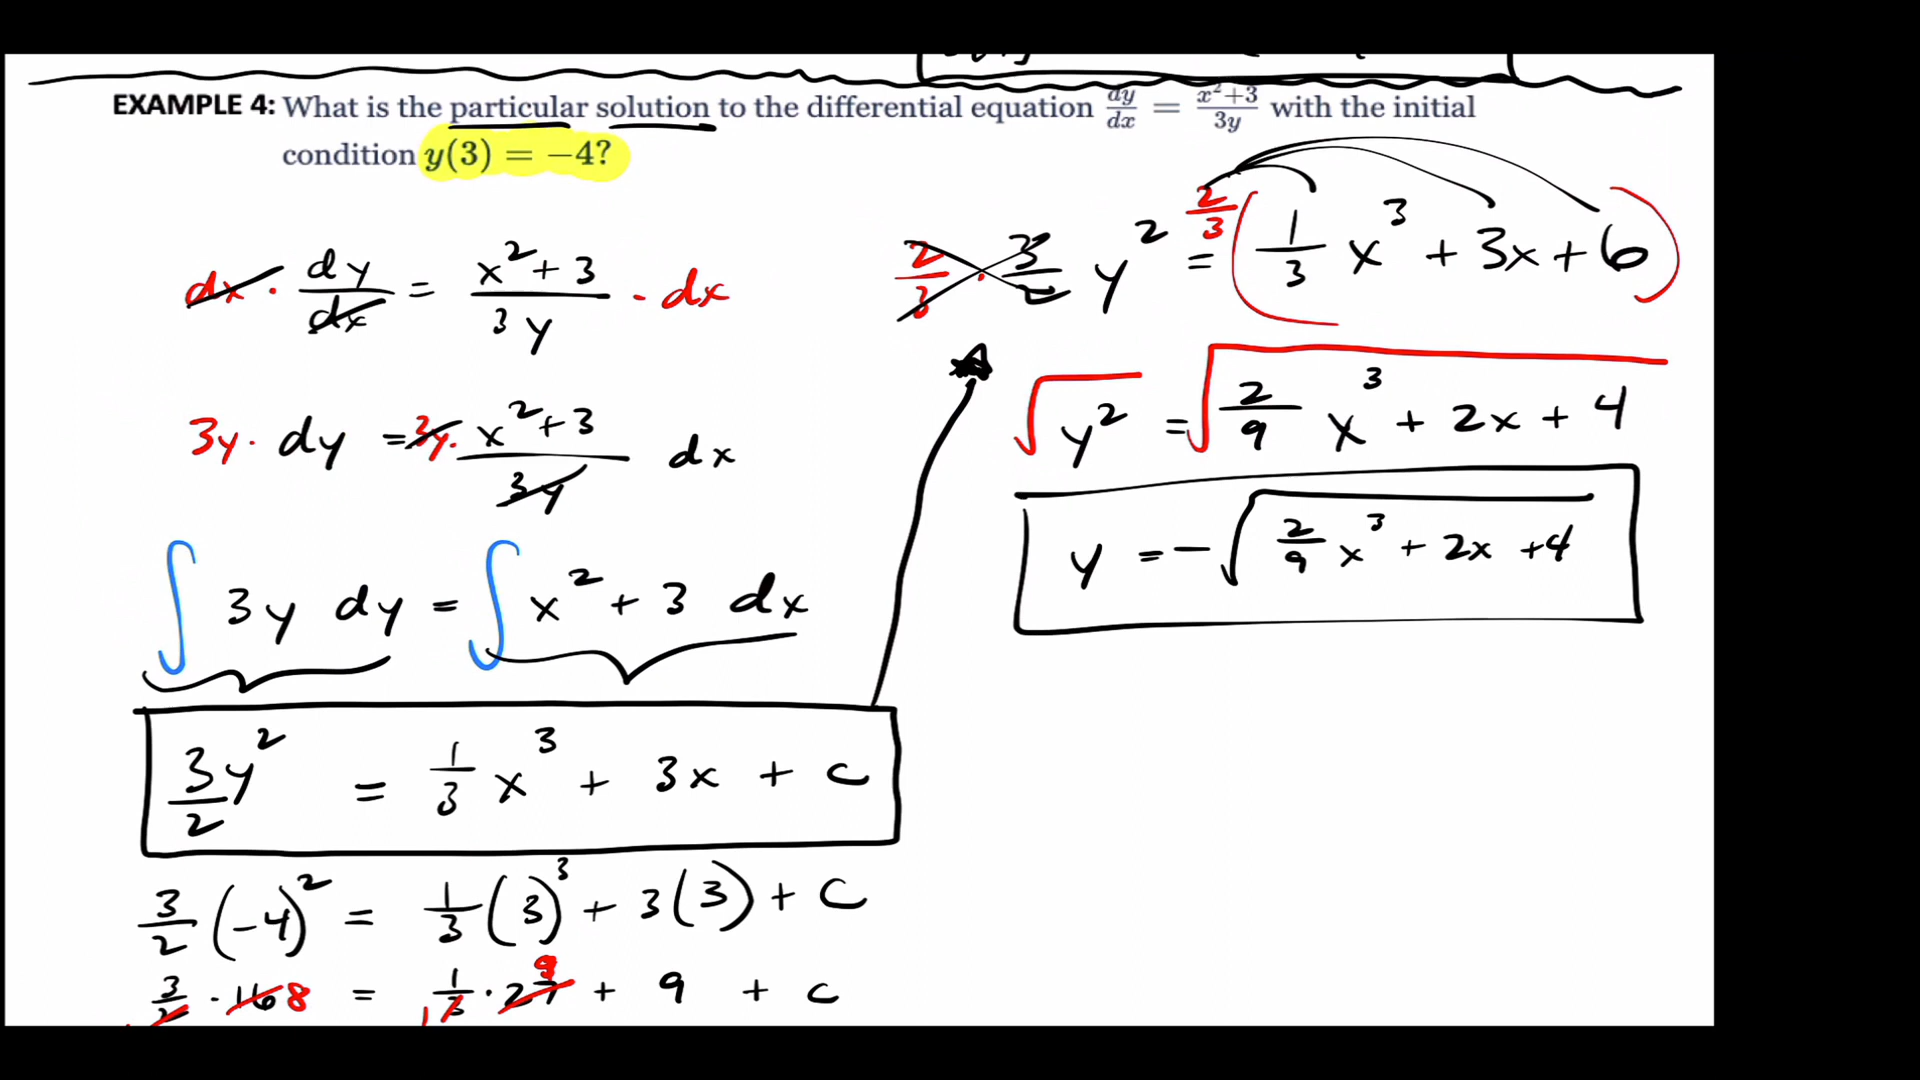 EXAMPLE 4: What is the particular solution to the differential equation dy/dx = x²+3/3y with the initial
condition y(3) = −4?
dx · dy/dx = x²+3/3y · dx
3y · dy = 3y · x²+3/3y dx
∫ 3y dy = ∫ x² + 3 dx
3/2 y² = 1/3 x³ + 3x + c
3/2 (−4)² = 1/3 (3)³ + 3(3) + C
3/2 · 16 8 = 1/3 · 27 9 + 9 + c
2/3 · 3/2 y² = 2/3 ( 1/3 x³ + 3x + 6 )
√y² = √ 2/9 x³ + 2x + 4
y = − √ 2/9 x³ + 2x + 4